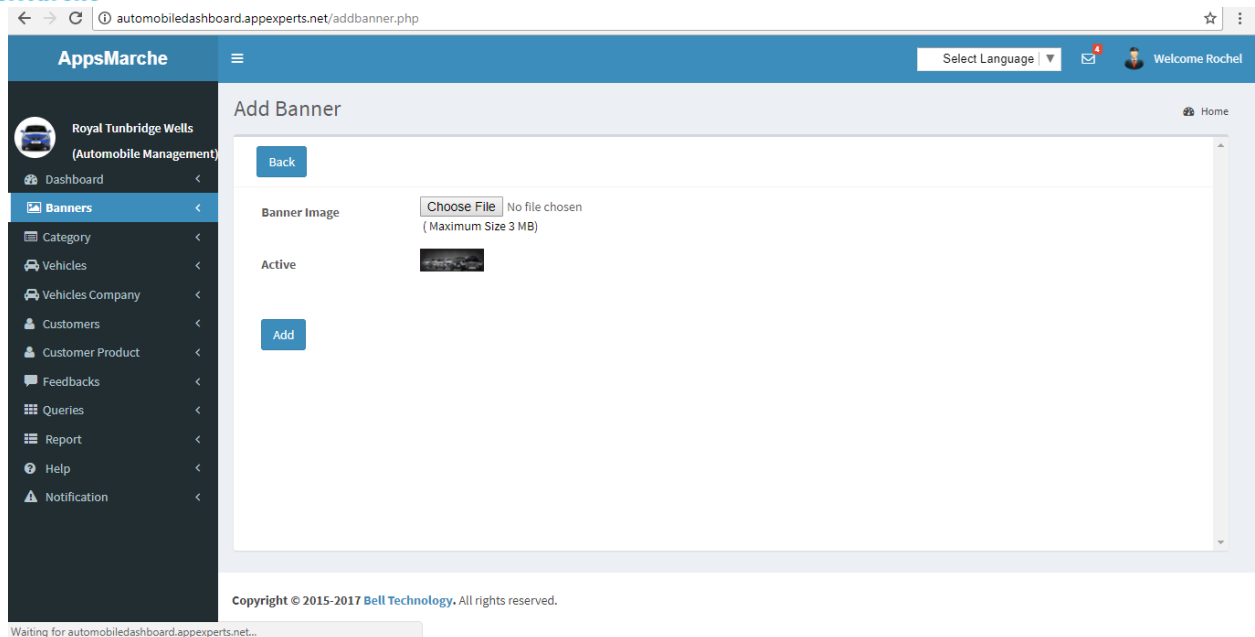 automobiledashboard.appexperts.net/addbanner.php
AppsMarche
Select Language
4
Welcome Rochel
Royal Tunbridge Wells
(Automobile Management)
Dashboard
Banners
Category
Vehicles
Vehicles Company
Customers
Customer Product
Feedbacks
Queries
Report
Help
Notification
Add Banner
Home
Back
Banner Image
Choose File No file chosen
( Maximum Size 3 MB)
Active
Add
Copyright © 2015-2017 Bell Technology. All rights reserved.
Waiting for automobiledashboard.appexperts.net...